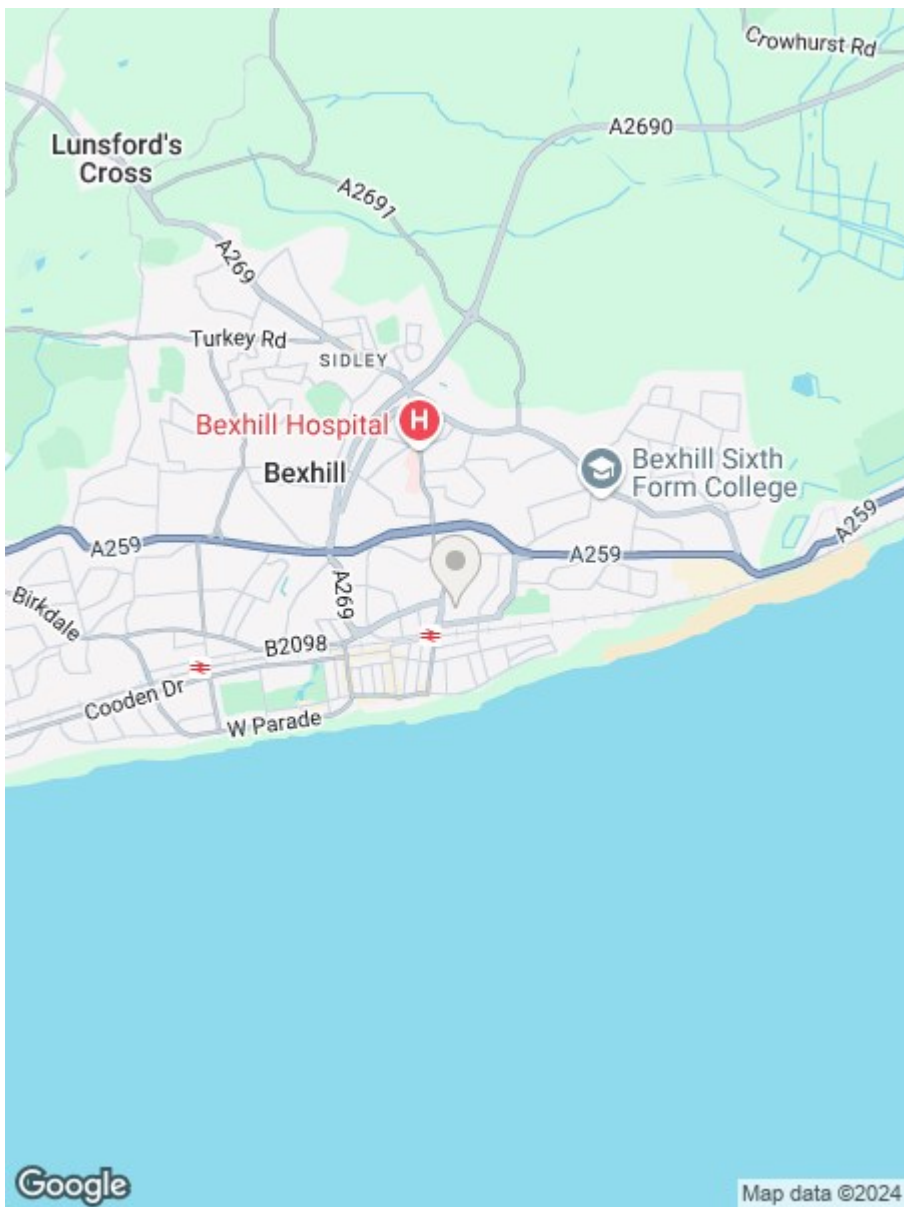 Crowhurst Rd
A2690
Lunsford's
Cross
A2691
A269
Turkey Rd
SIDLEY
Bexhill Hospital
H
Bexhill
Bexhill Sixth
Form College
A259
A259
A259
A269
Birkdale
B2098
Cooden Dr
W Parade
Google
Map data ©2024